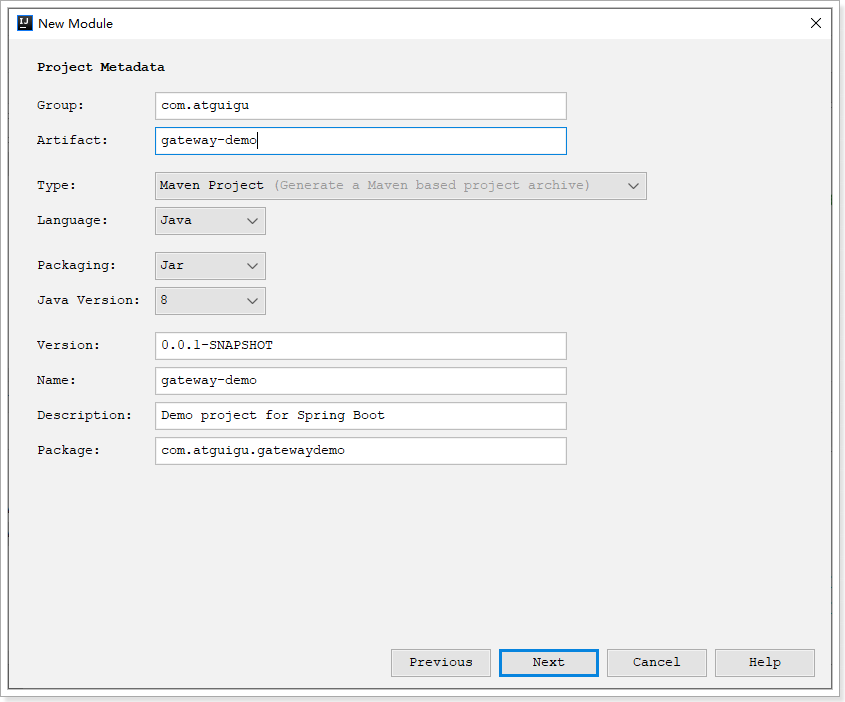 New Module
Project Metadata
Group: com.atguigu
Artifact: gateway-demo
Type: Maven Project (Generate a Maven based project archive)
Language: Java
Packaging: Jar
Java Version: 8
Version: 0.0.1-SNAPSHOT
Name: gateway-demo
Description: Demo project for Spring Boot
Package: com.atguigu.gatewaydemo
Previous Next Cancel Help